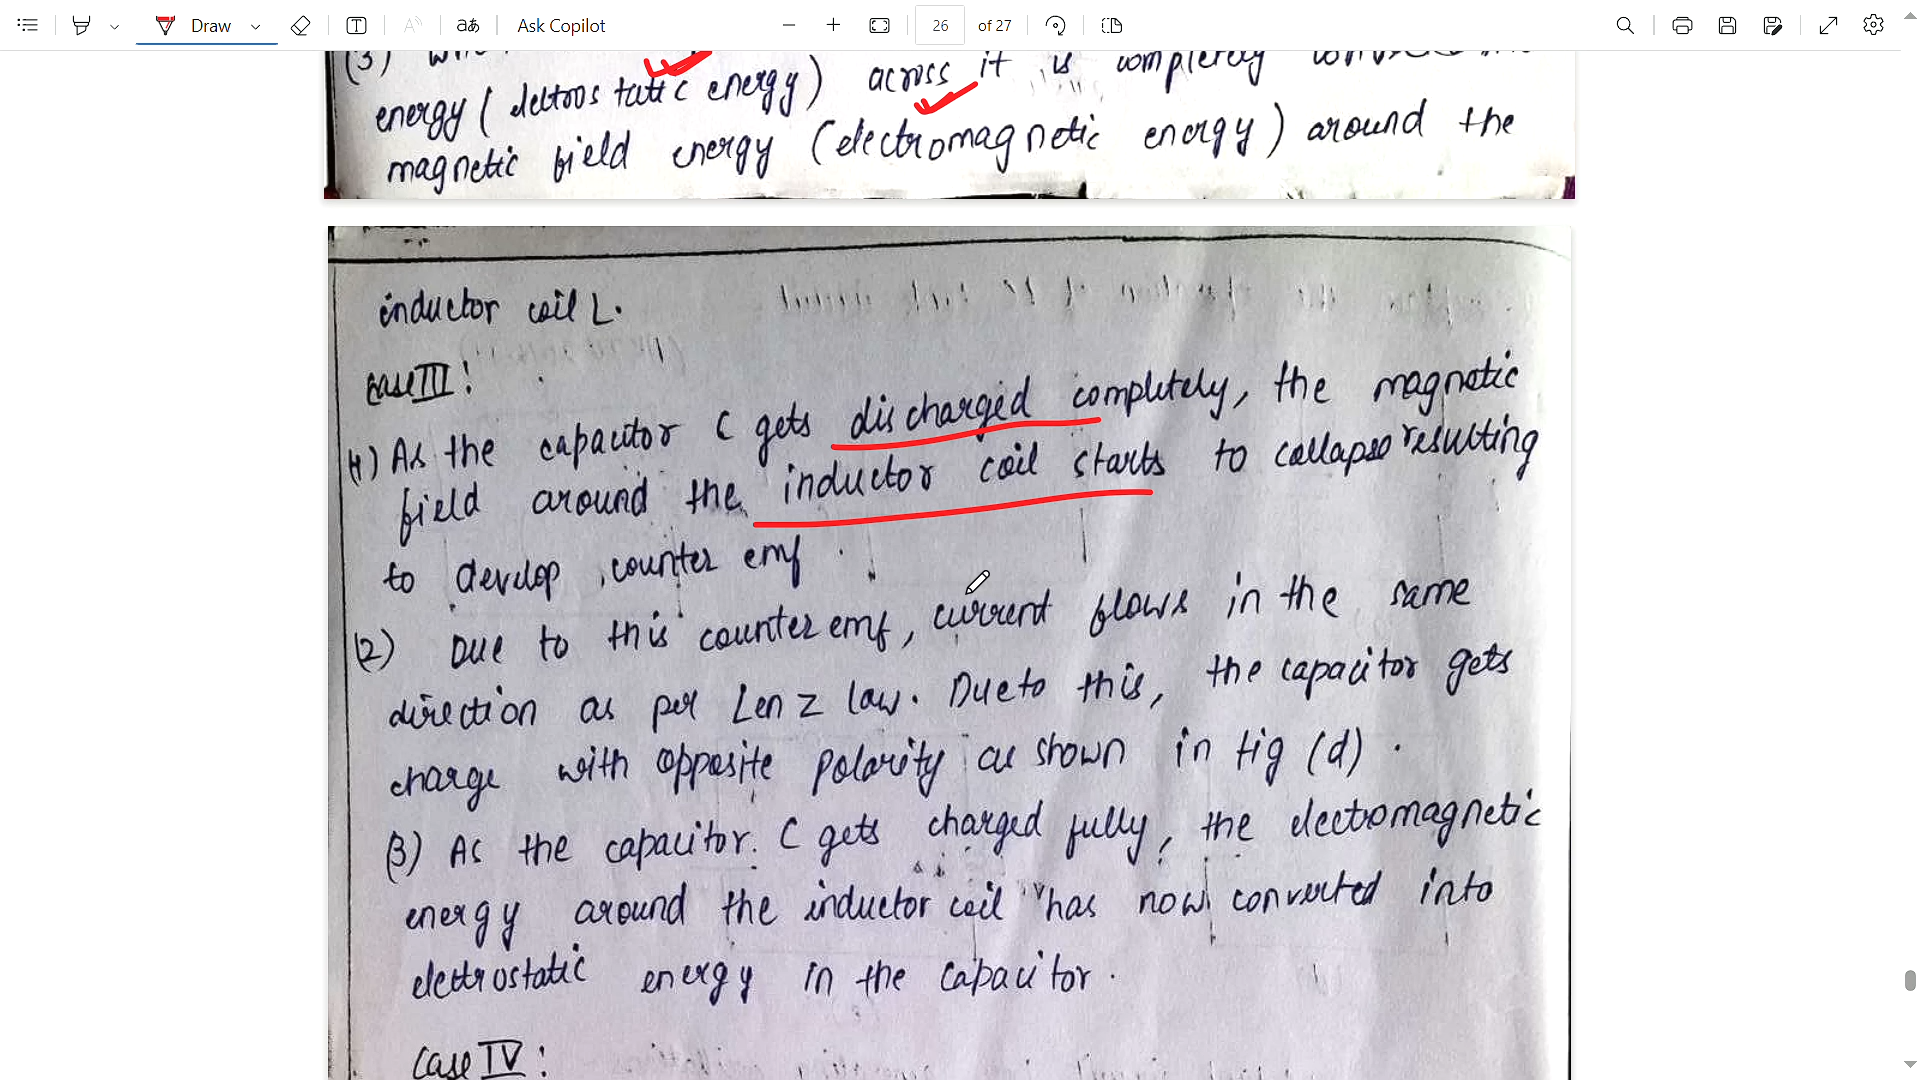 Draw
Ask Copilot
26 of 27
(3)
energy (electrostatic energy) across it is completely
magnetic field energy (electromagnetic energy) around the
inductor coil L.
Case III :
(1) As the capacitor C gets discharged completely, the magnetic
field around the inductor coil starts to collapse resulting
to develop counter emf.
(2) Due to this counter emf, current flows in the same
direction as per Lenz law. Due to this, the capacitor gets
charge with opposite polarity as shown in fig (d).
(3) As the capacitor C gets charged fully, the electromagnetic
energy around the inductor coil has now converted into
electrostatic energy in the capacitor.
Case IV :